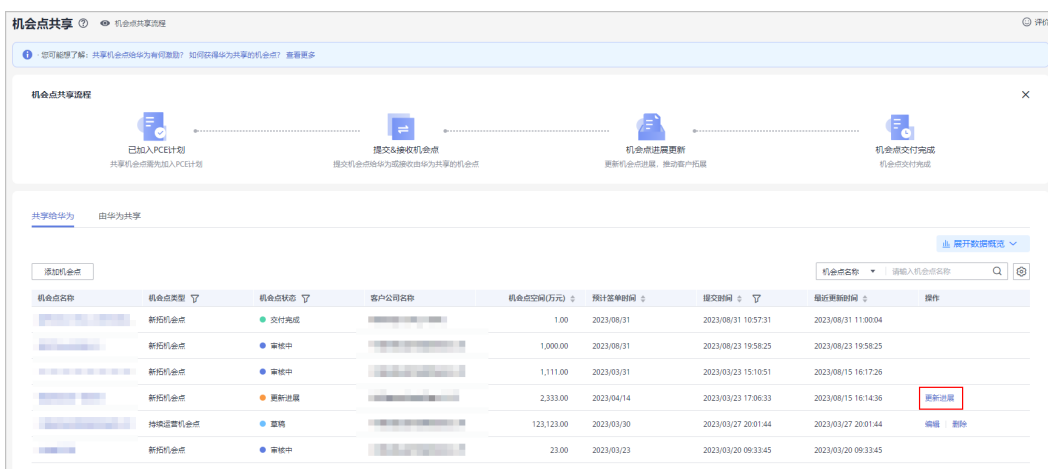 机会点共享 机会点共享流程 评价
您可能想了解：共享机会点给华为有何激励? 如何获得华为共享的机会点? 查看更多
机会点共享流程
已加入PCE计划 提交&接收机会点 机会点进展更新 机会点交付完成
共享机会点需先加入PCE计划 提交机会点给华为或接收由华为共享的机会点 更新机会点进展，推动客户拓展 机会点交付完成
共享给华为 由华为共享
展开数据概览
添加机会点 机会点名称 请输入机会点名称
机会点名称 机会点类型 机会点状态 客户公司名称 机会点空间(万元) 预计签单时间 提交时间 最近更新时间 操作
新拓机会点 交付完成 1.00 2023/08/31 2023/08/31 10:57:31 2023/08/31 11:00:04
新拓机会点 审核中 1,000.00 2023/08/31 2023/08/23 19:58:25 2023/08/23 19:58:25
新拓机会点 审核中 1,111.00 2023/03/31 2023/03/23 15:10:51 2023/08/15 16:17:26
新拓机会点 更新进展 2,333.00 2023/04/14 2023/03/23 17:06:33 2023/08/15 16:14:36 更新进展
持续运营机会点 草稿 123,123.00 2023/03/30 2023/03/27 20:01:44 2023/03/27 20:01:44 编辑 删除
新拓机会点 审核中 23.00 2023/03/23 2023/03/20 09:33:45 2023/03/20 09:33:45